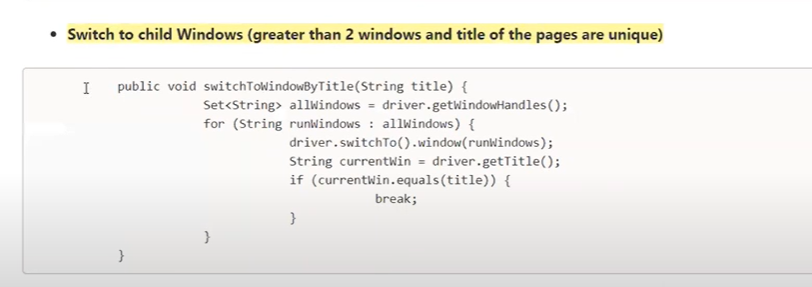 • Switch to child Windows (greater than 2 windows and title of the pages are unique)
public void switchToWindowByTitle(String title) {
Set<String> allWindows = driver.getWindowHandles();
for (String runWindows : allWindows) {
driver.switchTo().window(runWindows);
String currentWin = driver.getTitle();
if (currentWin.equals(title)) {
break;
}
}
}